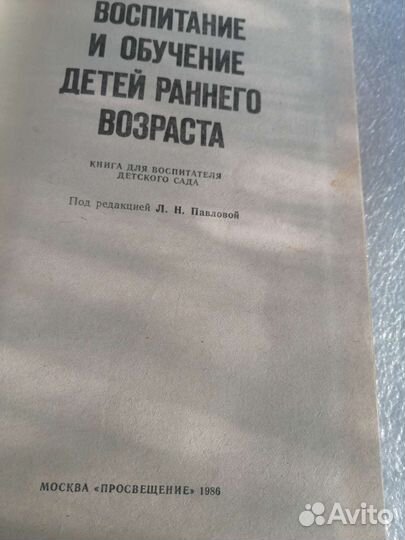 ВОСПИТАНИЕ
И ОБУЧЕНИЕ
ДЕТЕЙ РАННЕГО
ВОЗРАСТА
КНИГА ДЛЯ ВОСПИТАТЕЛЯ
ДЕТСКОГО САДА
Под редакцией Л. Н. Павловой
МОСКВА «ПРОСВЕЩЕНИЕ» 1986
Avito